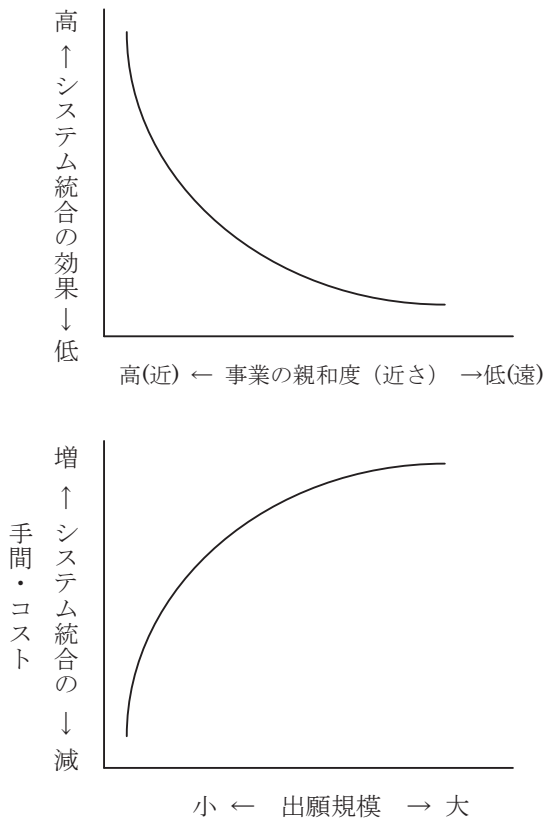 高 ↑ システム統合の効果 ↓ 低
高(近) ← 事業の親和度（近さ） →低(遠)
増 ↑ システム統合の ↓ 減
手間・コスト
小 ← 出願規模 → 大